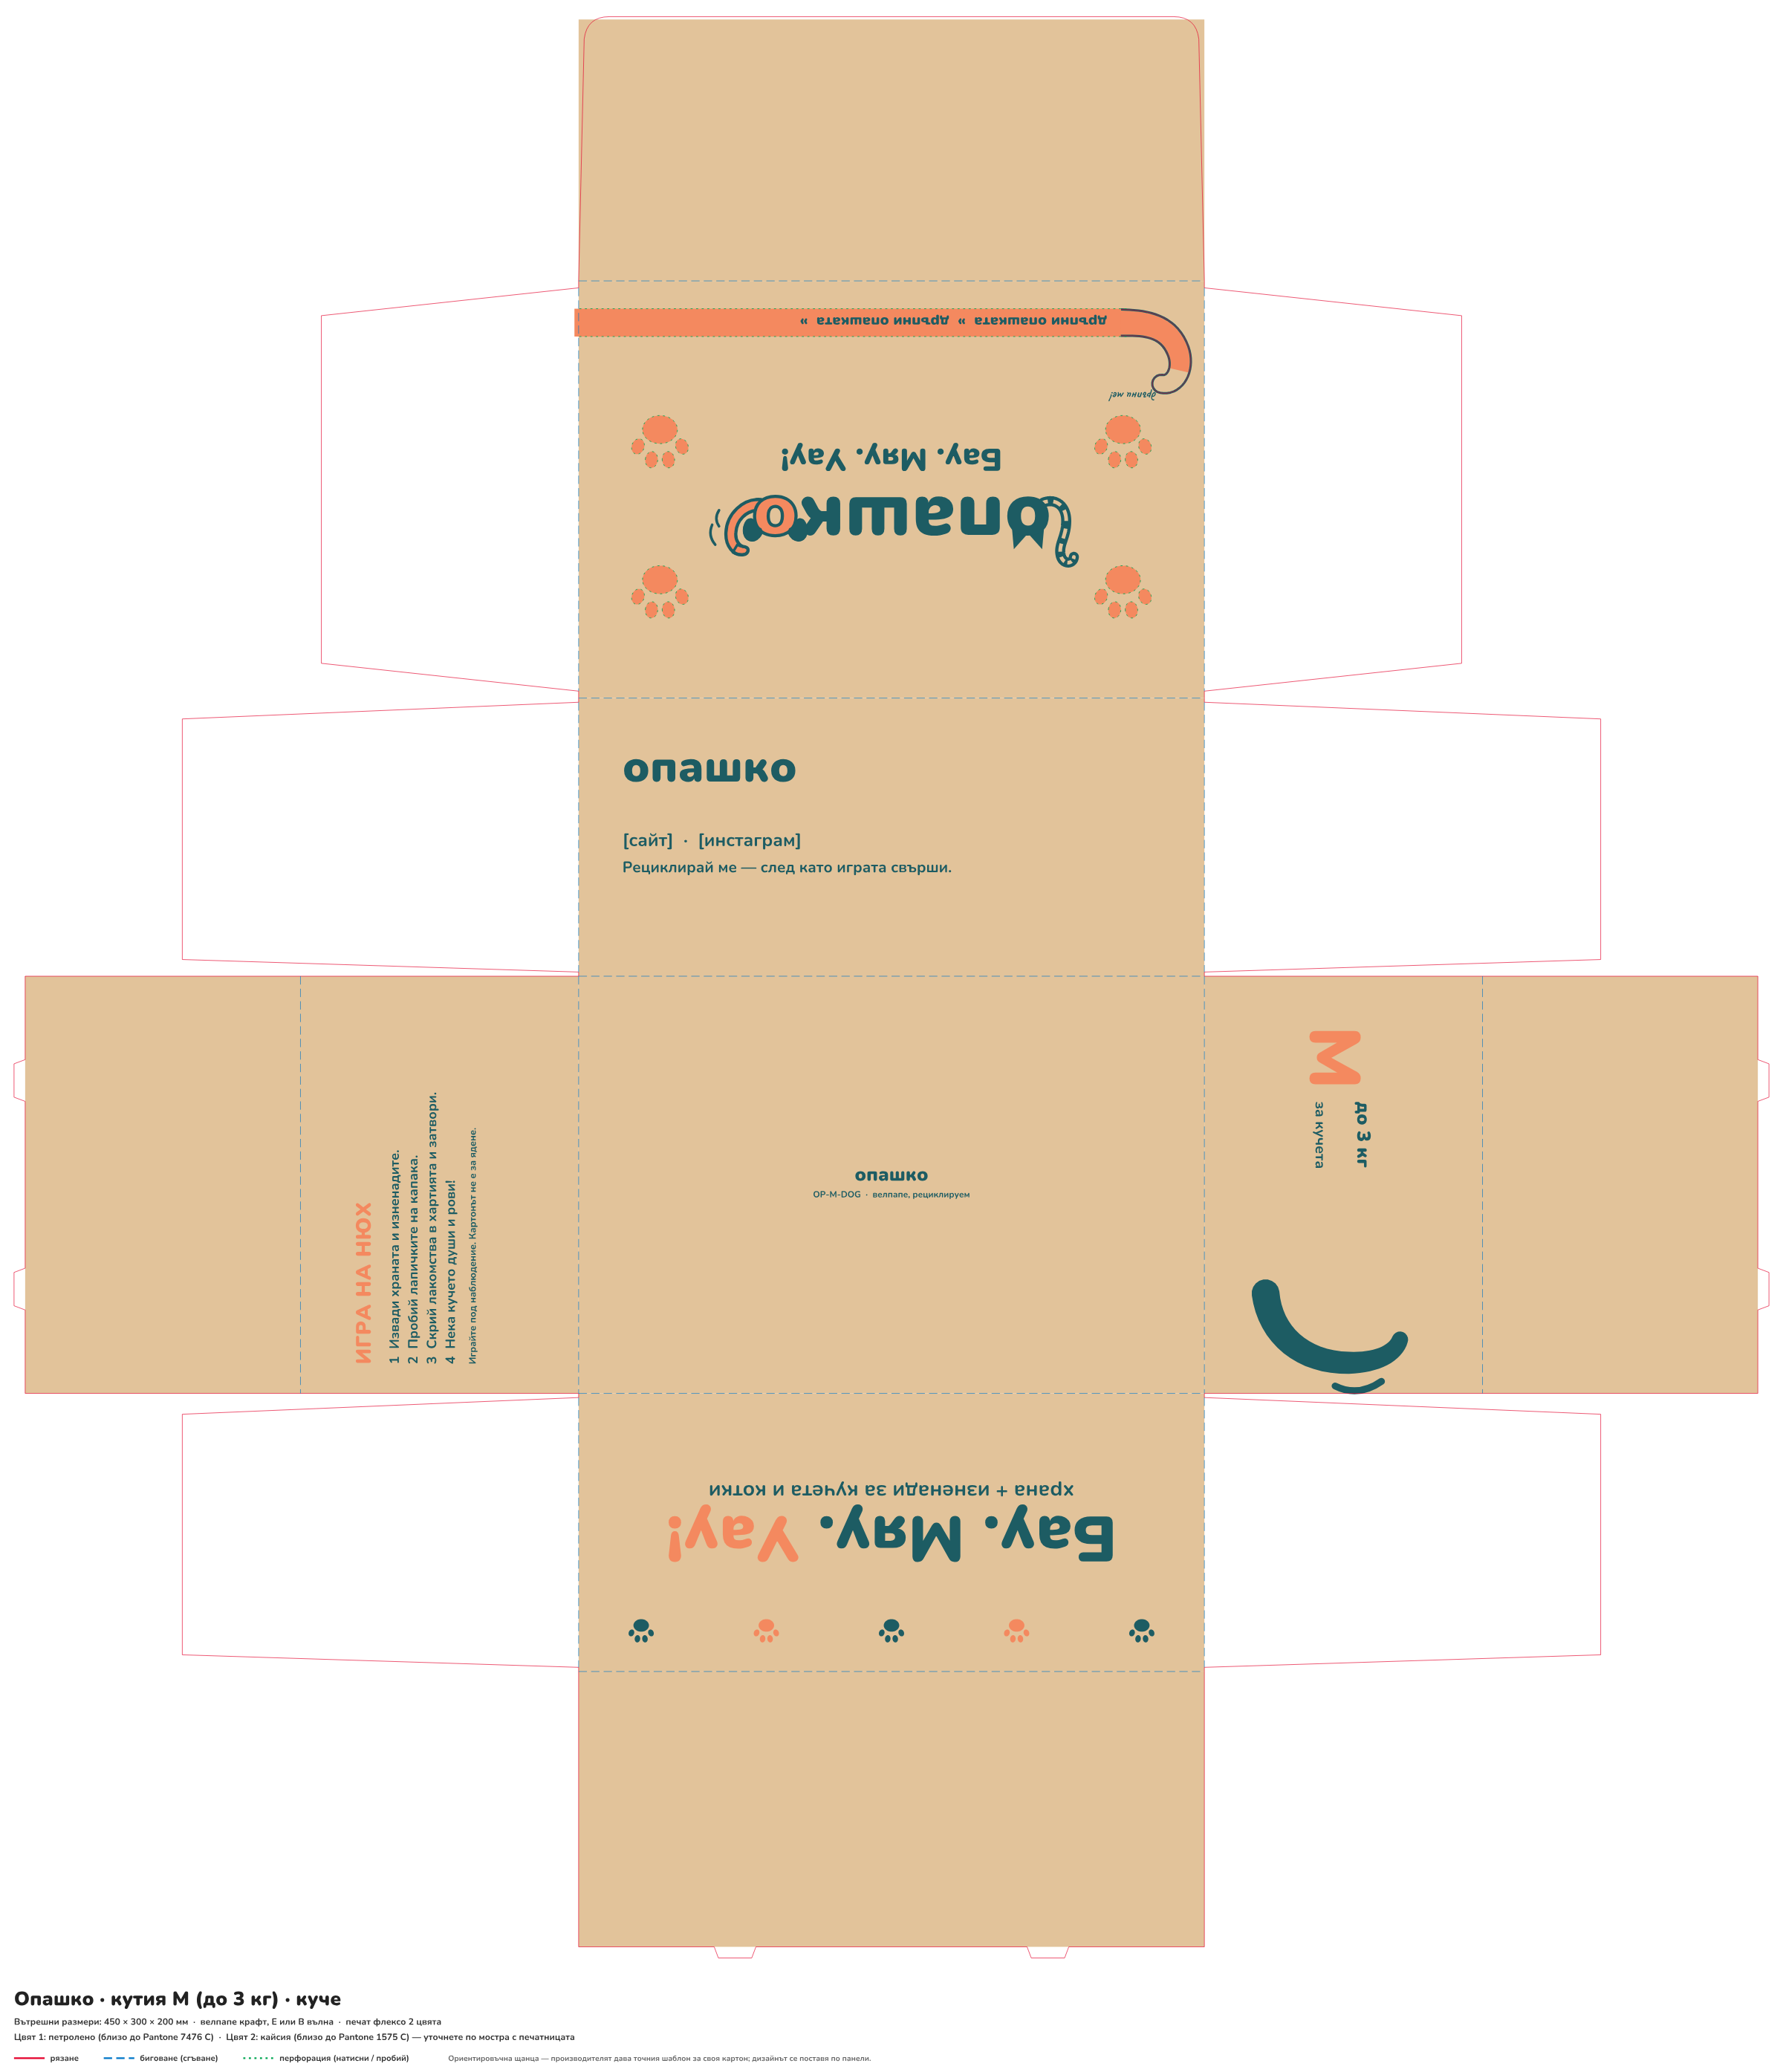 дръпни опашката » дръпни опашката »
дръпни ме!
Бау. Мяу. Уау!
опашко
опашко
[сайт] · [инстаграм]
Рециклирай ме — след като играта свърши.
ИГРА НА НЮХ
1 Извади храната и изненадите.
2 Пробий лапичките на капака.
3 Скрий лакомства в хартията и затвори.
4 Нека кучето души и рови!
Играйте под наблюдение. Картонът не е за ядене.
опашко
OP-M-DOG · велпапе, рециклируем
M
до 3 кг
за кучета
Бау. Мяу. Уау!
храна + изненади за кучета и котки
Опашко · кутия M (до 3 кг) · куче
Вътрешни размери: 450 × 300 × 200 мм · велпапе крафт, E или B вълна · печат флексо 2 цвята
Цвят 1: петролено (близо до Pantone 7476 C) · Цвят 2: кайсия (близо до Pantone 1575 C) — уточнете по мостра с печатницата
рязане
биговане (сгъване)
перфорация (натисни / пробий)
Ориентировъчна щанца — производителят дава точния шаблон за своя картон; дизайнът се поставя по панели.